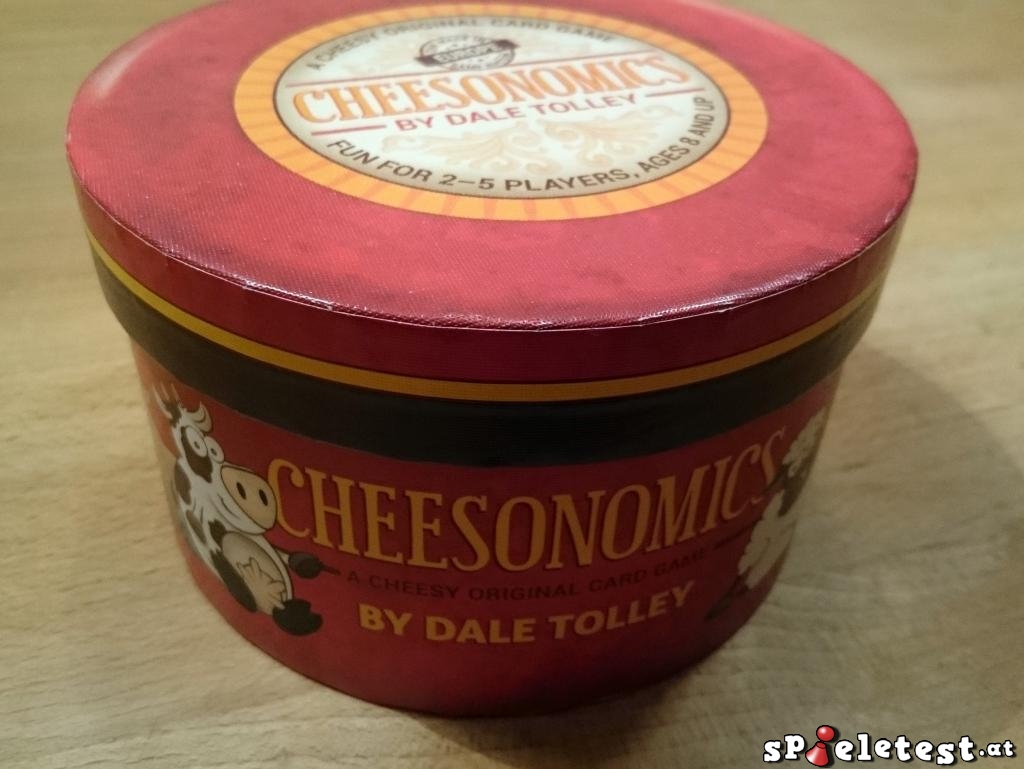 A CHEESY ORIGINAL CARD GAME
EUROPE
CHEESONOMICS
BY DALE TOLLEY
FUN FOR 2–5 PLAYERS, AGES 8 AND UP
CHEESONOMICS
A CHEESY ORIGINAL CARD GAME
BY DALE TOLLEY
spieletest.at